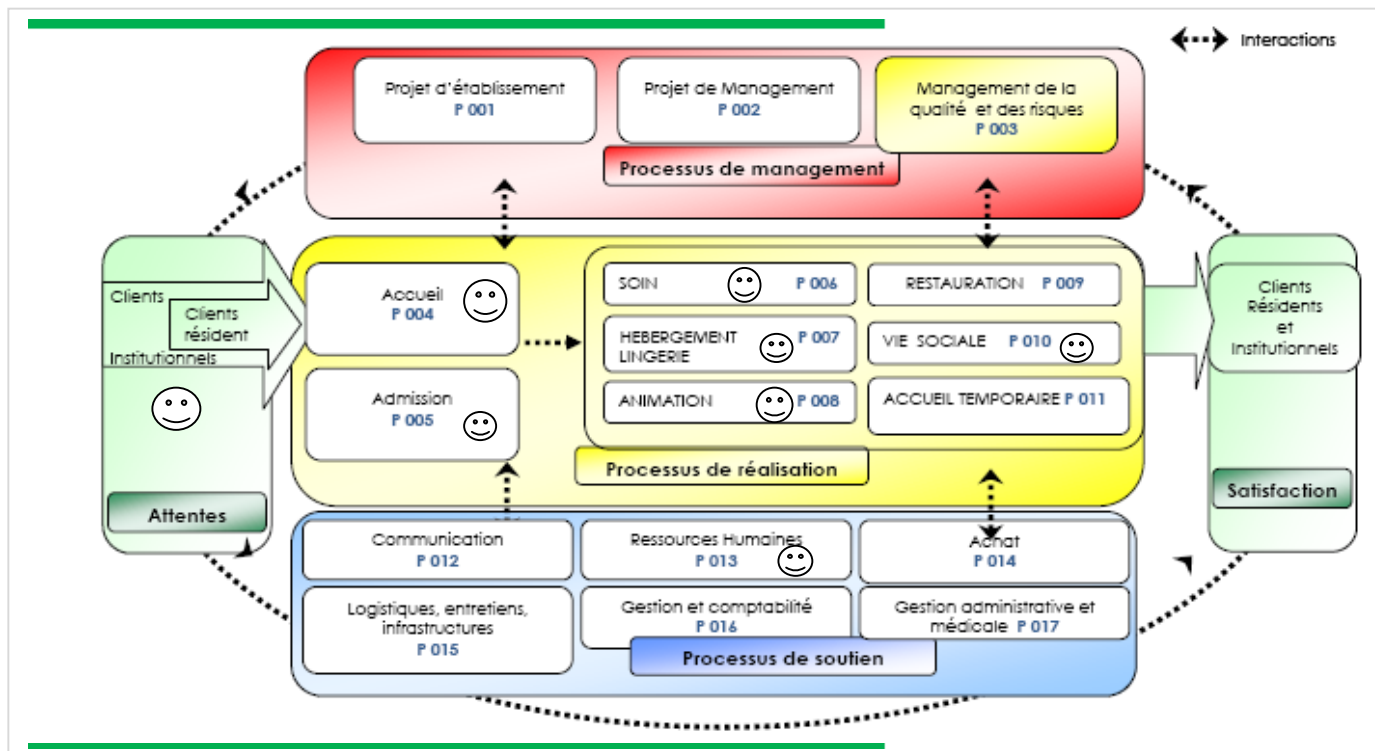 Interactions
Projet d'établissement
P 001
Projet de Management
P 002
Management de la
qualité et des risques
P 003
Processus de management
Clients
Clients
résident
Institutionnels
Attentes
Accueil
P 004
Admission
P 005
SOIN P 006
HEBERGEMENT P 007
LINGERIE
ANIMATION P 008
RESTAURATION P 009
VIE SOCIALE P 010
ACCUEIL TEMPORAIRE P 011
Processus de réalisation
Clients
Résidents
et
Institutionnels
Satisfaction
Communication
P 012
Ressources Humaines
P 013
Achat
P 014
Logistiques, entretiens,
infrastructures
P 015
Gestion et comptabilité
P 016
Gestion administrative et
médicale P 017
Processus de soutien